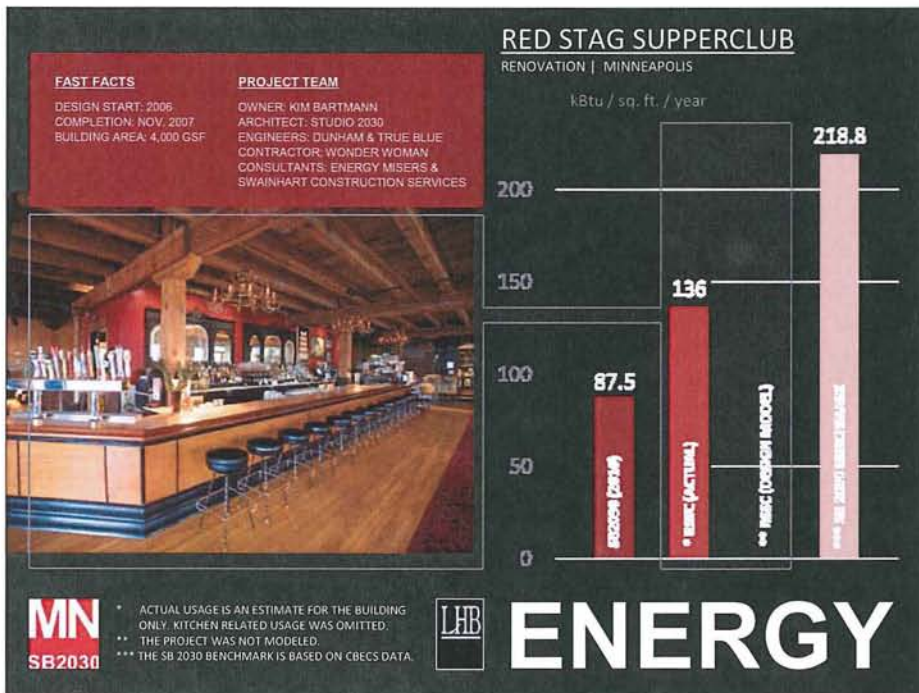 RED STAG SUPPERCLUB
RENOVATION | MINNEAPOLIS
FAST FACTS
DESIGN START: 2006
COMPLETION: NOV. 2007
BUILDING AREA: 4,000 GSF
PROJECT TEAM
OWNER: KIM BARTMANN
ARCHITECT: STUDIO 2030
ENGINEERS: DUNHAM & TRUE BLUE
CONTRACTOR: WONDER WOMAN
CONSULTANTS: ENERGY MISERS &
SWAINHART CONSTRUCTION SERVICES
kBtu / sq. ft. / year
218.8
200
150
136
100
87.5
50
0
(ACTUAL)
(DESIGN MODEL)
MN
SB2030
* ACTUAL USAGE IS AN ESTIMATE FOR THE BUILDING
ONLY. KITCHEN RELATED USAGE WAS OMITTED.
** THE PROJECT WAS NOT MODELED.
*** THE SB 2030 BENCHMARK IS BASED ON CBECS DATA.
LHB
ENERGY